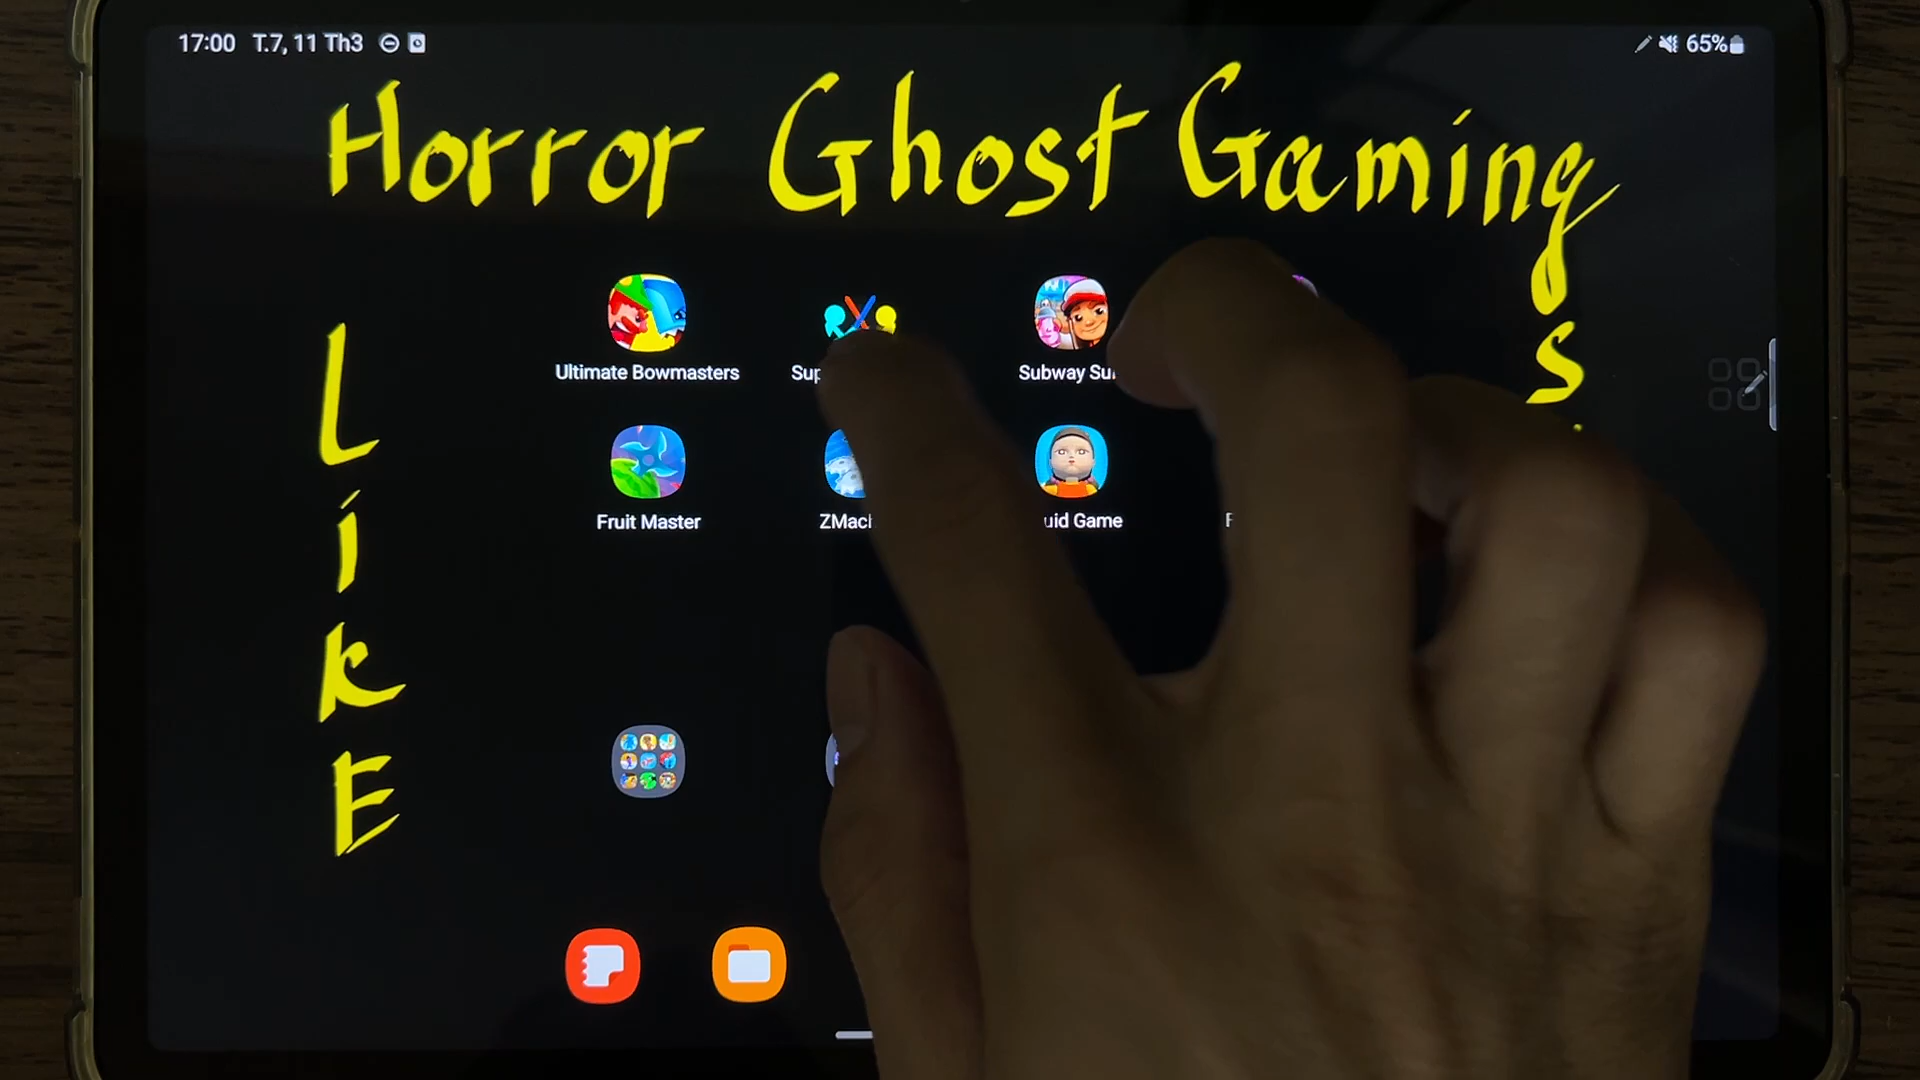 17:00 T.7, 11 Th3
65%
Horror Ghost Gaming
Ultimate Bowmasters
Subway Su
Fruit Master
ZMac
uid Game
LikE
s